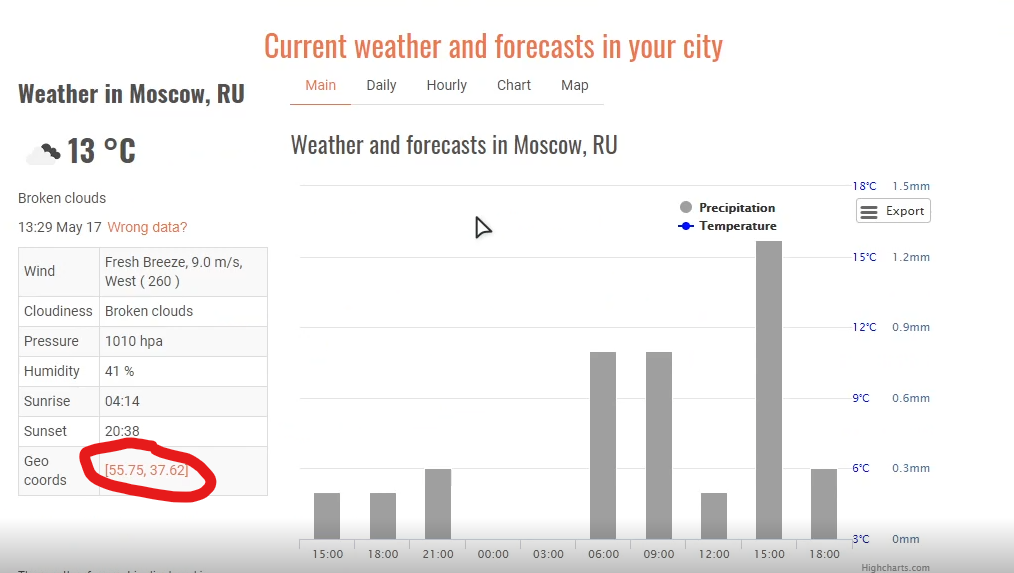 Current weather and forecasts in your city
Weather in Moscow, RU
13 °C
Broken clouds
13:29 May 17 Wrong data?
Wind
Fresh Breeze, 9.0 m/s,
West ( 260 )
Cloudiness Broken clouds
Pressure 1010 hpa
Humidity 41 %
Sunrise 04:14
Sunset 20:38
Geo
coords
[55.75, 37.62]
Main Daily Hourly Chart Map
Weather and forecasts in Moscow, RU
Precipitation
Temperature
Export
18°C 1.5mm
15°C 1.2mm
12°C 0.9mm
9°C 0.6mm
6°C 0.3mm
3°C 0mm
15:00 18:00 21:00 00:00 03:00 06:00 09:00 12:00 15:00 18:00
Highcharts.com